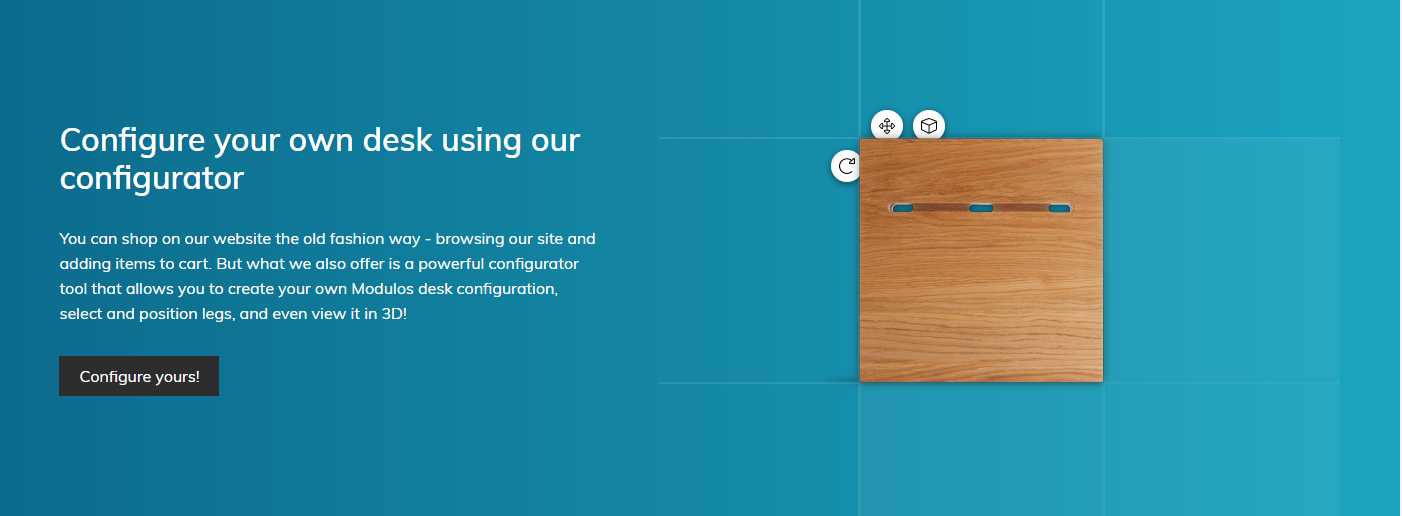 Configure your own desk using our
configurator
You can shop on our website the old fashion way - browsing our site and
adding items to cart. But what we also offer is a powerful configurator
tool that allows you to create your own Modulos desk configuration,
select and position legs, and even view it in 3D!
Configure yours!